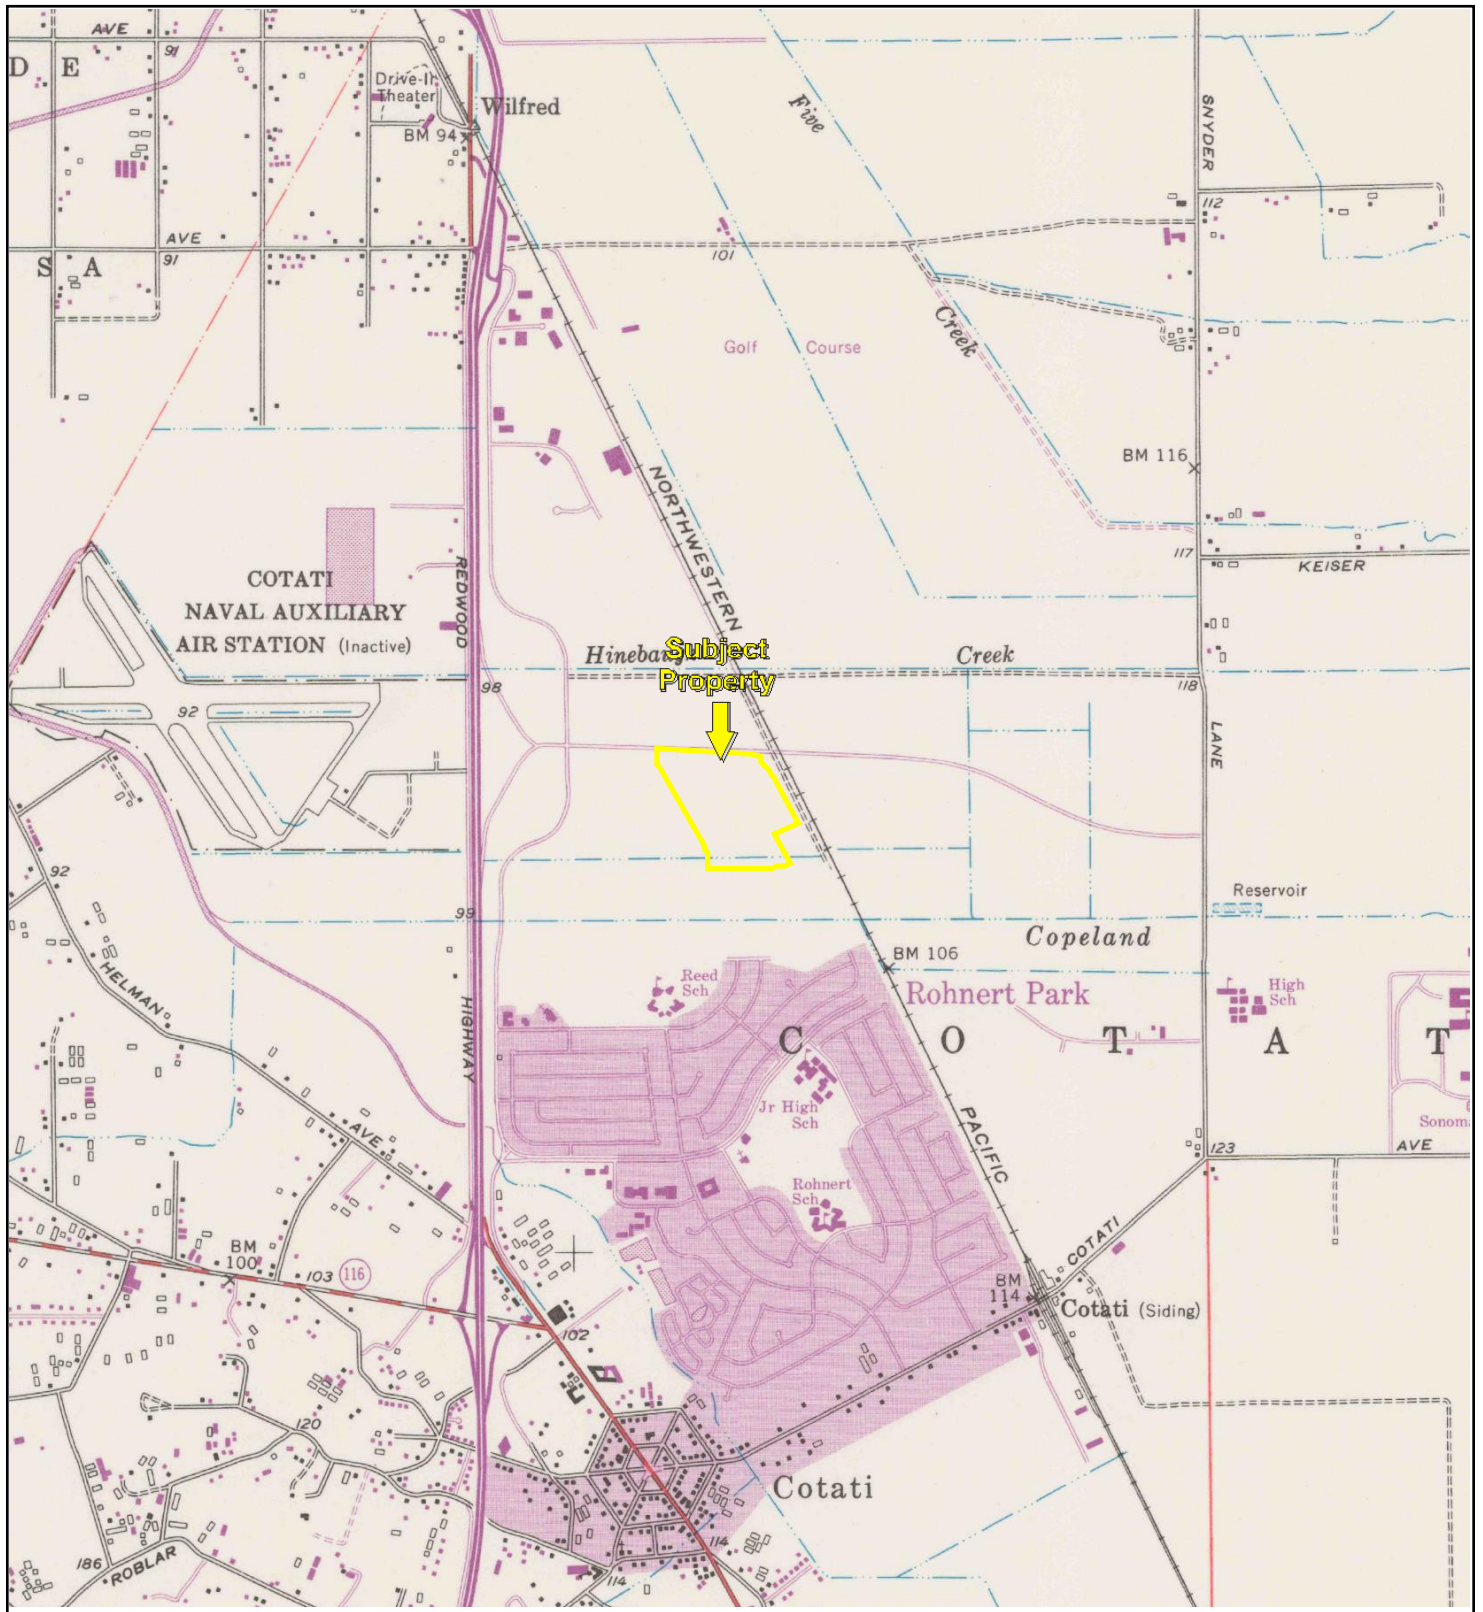 AVE
91
D E
Drive-In
Theater
Wilfred
BM 94
Five
SNYDER
112
AVE
91
S A
101
Creek
Golf Course
BM 116
NORTHWESTERN
117
KEISER
COTATI
NAVAL AUXILIARY
AIR STATION (Inactive)
REDWOOD
Subject
Property
Creek
98
118
92
LANE
92
99
Reservoir
Copeland
BM 106
HELMAN
Reed
Sch
Rohnert Park
High
Sch
HIGHWAY
C O T A T
Jr High
Sch
PACIFIC
AVE
Sonoma
123
AVE
Rohnert
Sch
COTATI
BM
100
103
116
BM
114
Cotati (Siding)
102
120
Cotati
114
186
ROBLAR
114